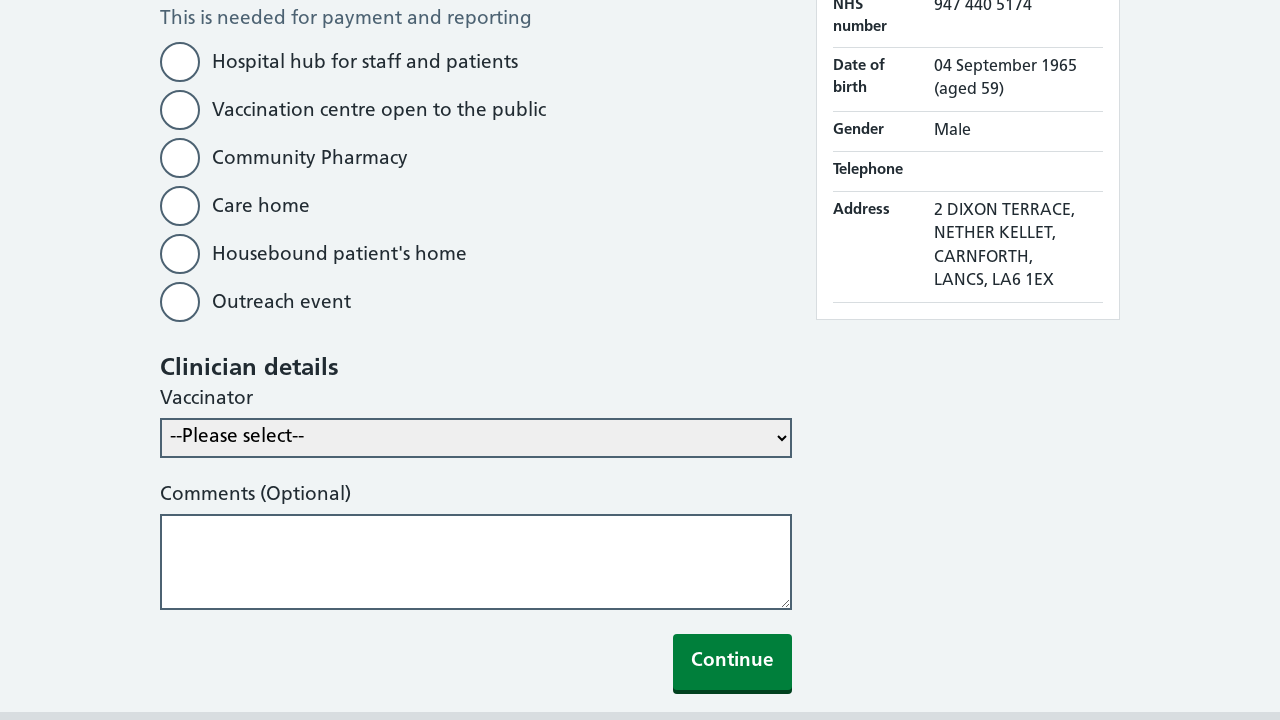 This is needed for payment and reporting
Hospital hub for staff and patients
Vaccination centre open to the public
Community Pharmacy
Care home
Housebound patient's home
Outreach event
Clinician details
Vaccinator
--Please select--
Comments (Optional)
Continue
NHS number 947 440 5174
Date of birth 04 September 1965 (aged 59)
Gender Male
Telephone
Address 2 DIXON TERRACE,
NETHER KELLET,
CARNFORTH,
LANCS, LA6 1EX